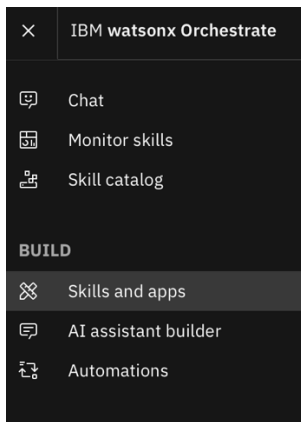 IBM watsonx Orchestrate
Chat
Monitor skills
Skill catalog
BUILD
Skills and apps
AI assistant builder
Automations